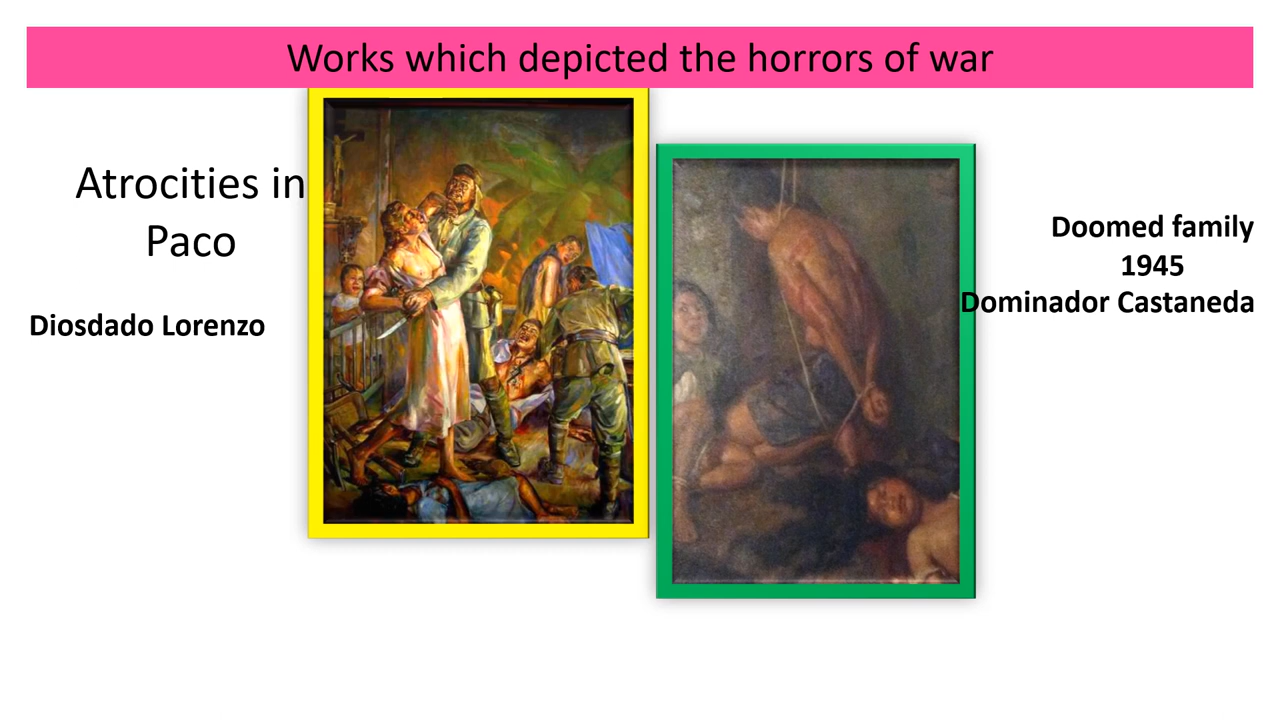 Works which depicted the horrors of war
Atrocities in
Paco
Diosdado Lorenzo
Doomed family
1945
Dominador Castaneda